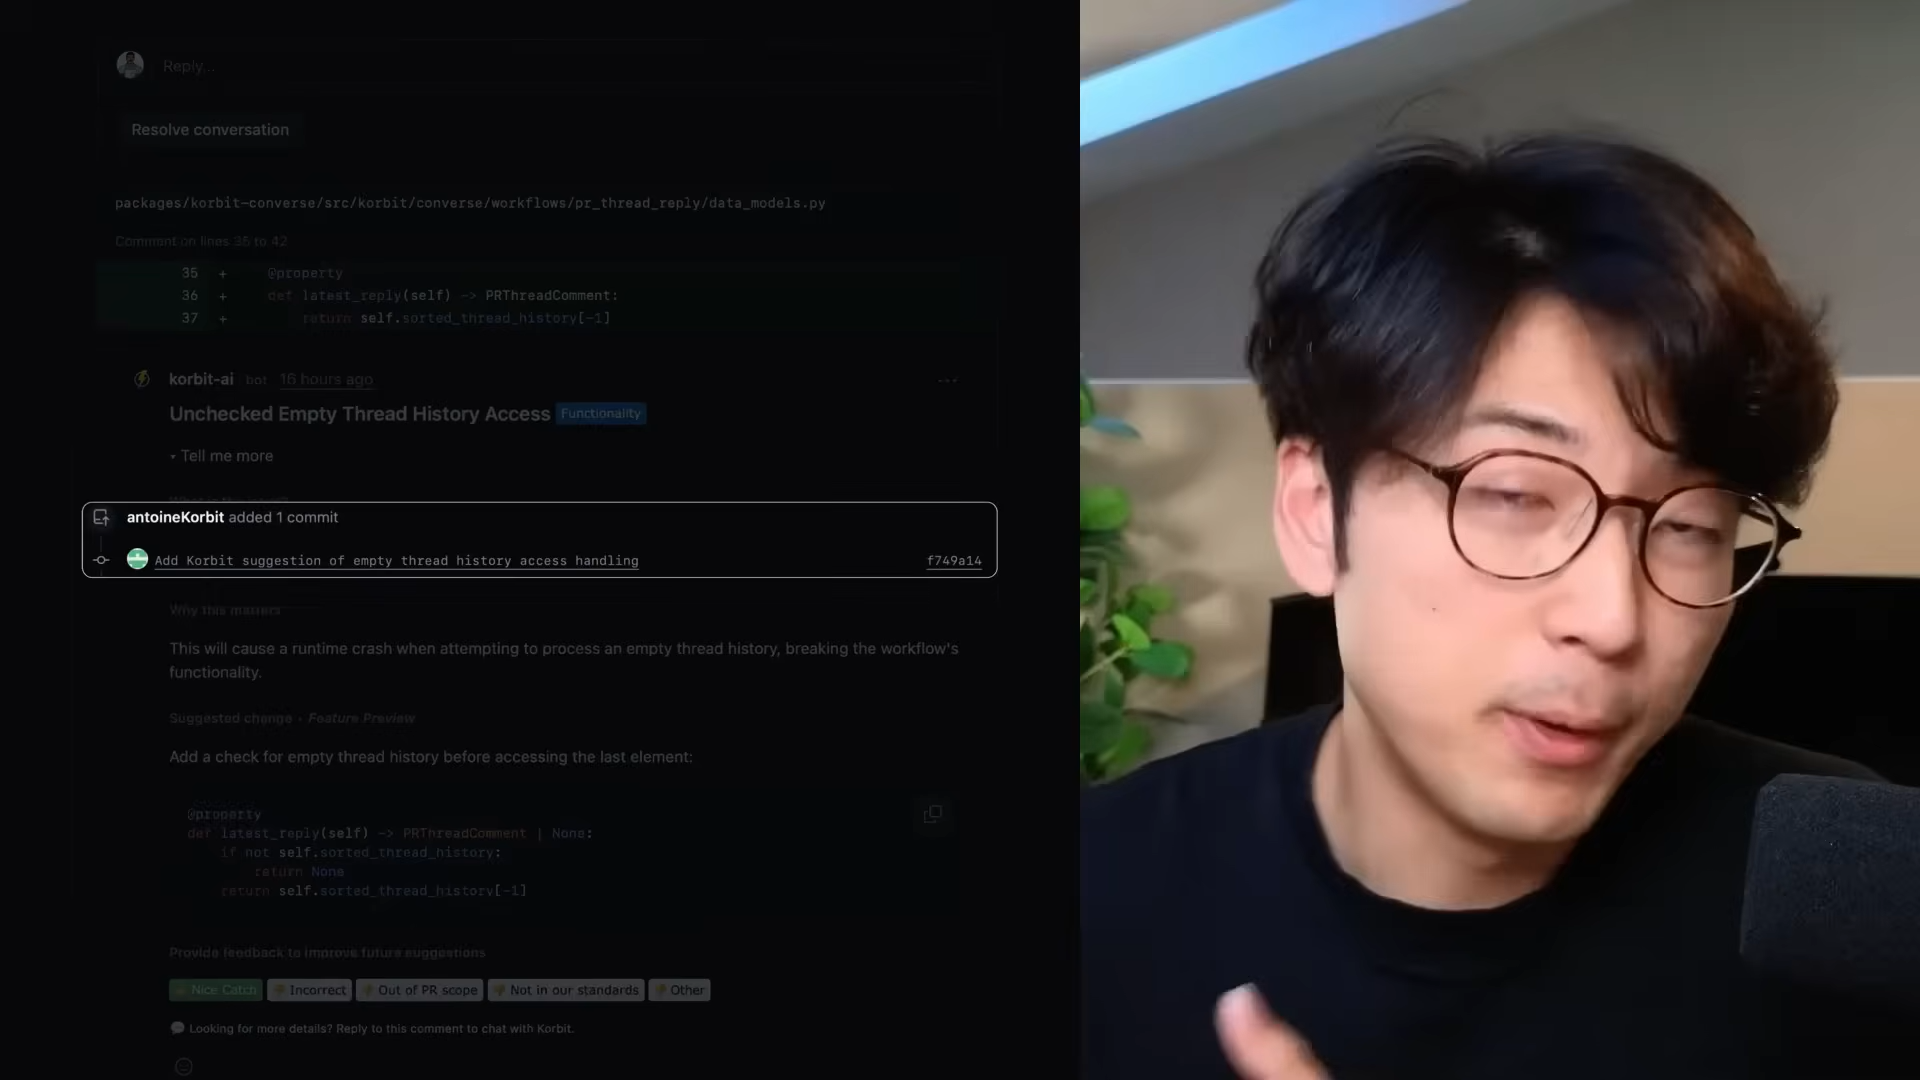 Reply...
Resolve conversation
packages/korbit-converse/src/korbit/converse/workflows/pr_thread_reply/data_models.py
Comment on lines 35 to 42
35 + @property
36 + def latest_reply(self) -> PRThreadComment:
37 + return self.sorted_thread_history[-1]
korbit-ai bot 16 hours ago
Unchecked Empty Thread History Access Functionality
Tell me more
What is the issue?
antoineKorbit added 1 commit
Add Korbit suggestion of empty thread history access handling f749a14
Why this matters
This will cause a runtime crash when attempting to process an empty thread history, breaking the workflow's
functionality.
Suggested change • Feature Preview
Add a check for empty thread history before accessing the last element:
@property
def latest_reply(self) -> PRThreadComment | None:
if not self.sorted_thread_history:
return None
return self.sorted_thread_history[-1]
Provide feedback to improve future suggestions
Nice Catch Incorrect Out of PR scope Not in our standards Other
Looking for more details? Reply to this comment to chat with Korbit.